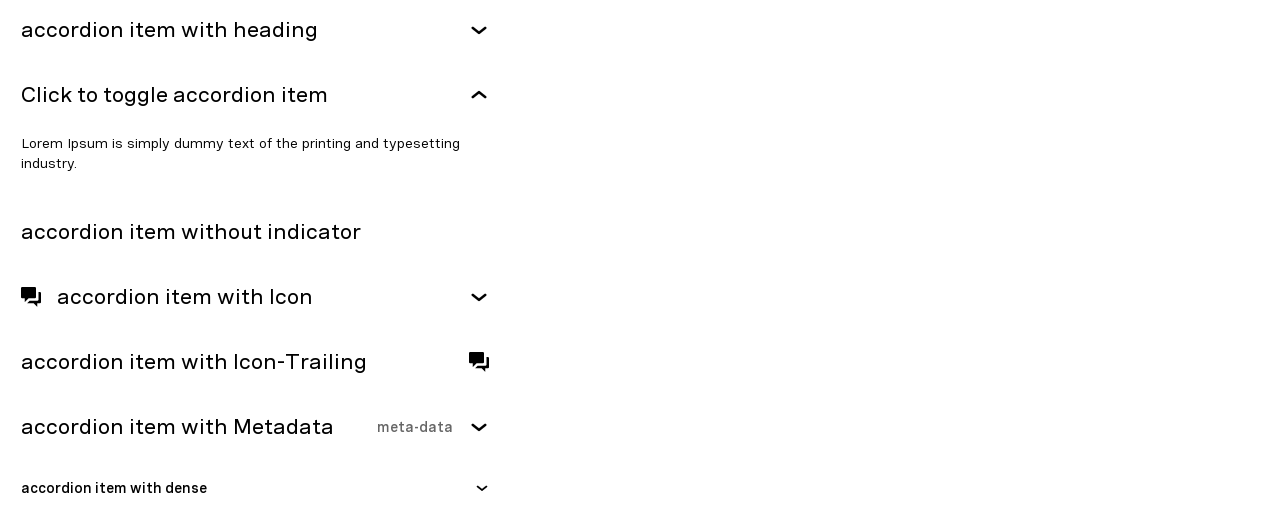 accordion item with heading
Click to toggle accordion item
Lorem Ipsum is simply dummy text of the printing and typesetting
industry.
accordion item without indicator
accordion item with Icon
accordion item with Icon-Trailing
accordion item with Metadata meta-data
accordion item with dense